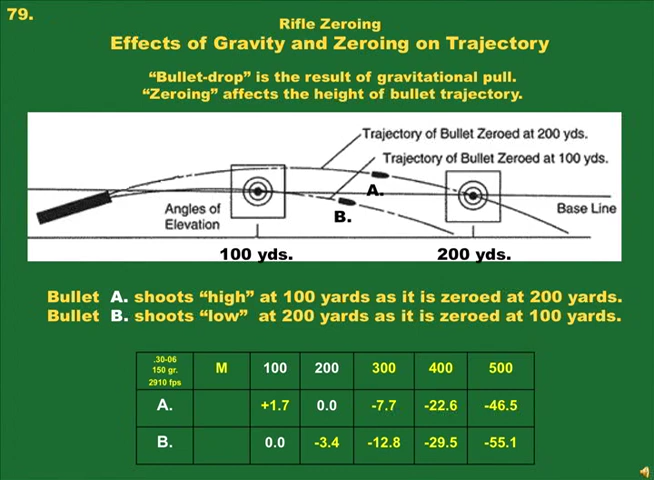 79.
Rifle Zeroing
Effects of Gravity and Zeroing on Trajectory
“Bullet-drop” is the result of gravitational pull.
“Zeroing” affects the height of bullet trajectory.
Trajectory of Bullet Zeroed at 200 yds.
Trajectory of Bullet Zeroed at 100 yds.
A.
B.
Angles of
Elevation
Base Line
100 yds.
200 yds.
Bullet A. shoots “high” at 100 yards as it is zeroed at 200 yards.
Bullet B. shoots “low” at 200 yards as it is zeroed at 100 yards.
.30-06
150 gr.
2910 fps
M 100 200 300 400 500
A. +1.7 0.0 -7.7 -22.6 -46.5
B. 0.0 -3.4 -12.8 -29.5 -55.1